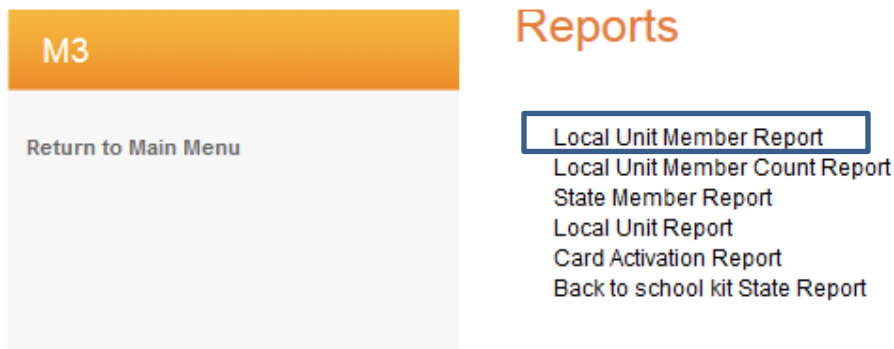 M3
Return to Main Menu
Reports
Local Unit Member Report
Local Unit Member Count Report
State Member Report
Local Unit Report
Card Activation Report
Back to school kit State Report